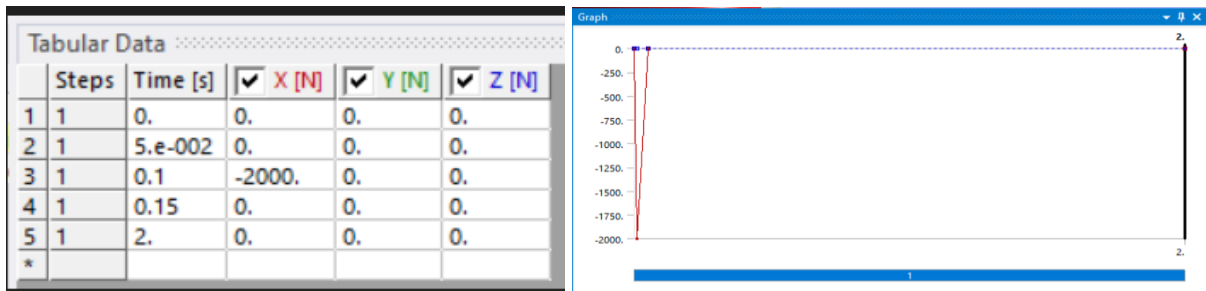 Tabular Data
Steps Time [s] X [N] Y [N] Z [N]
1 1 0. 0. 0. 0.
2 1 5.e-002 0. 0. 0.
3 1 0.1 -2000. 0. 0.
4 1 0.15 0. 0. 0.
5 1 2. 0. 0. 0.
*
Graph
2.
0.
-250.
-500.
-750.
-1000.
-1250.
-1500.
-1750.
-2000.
2.
1